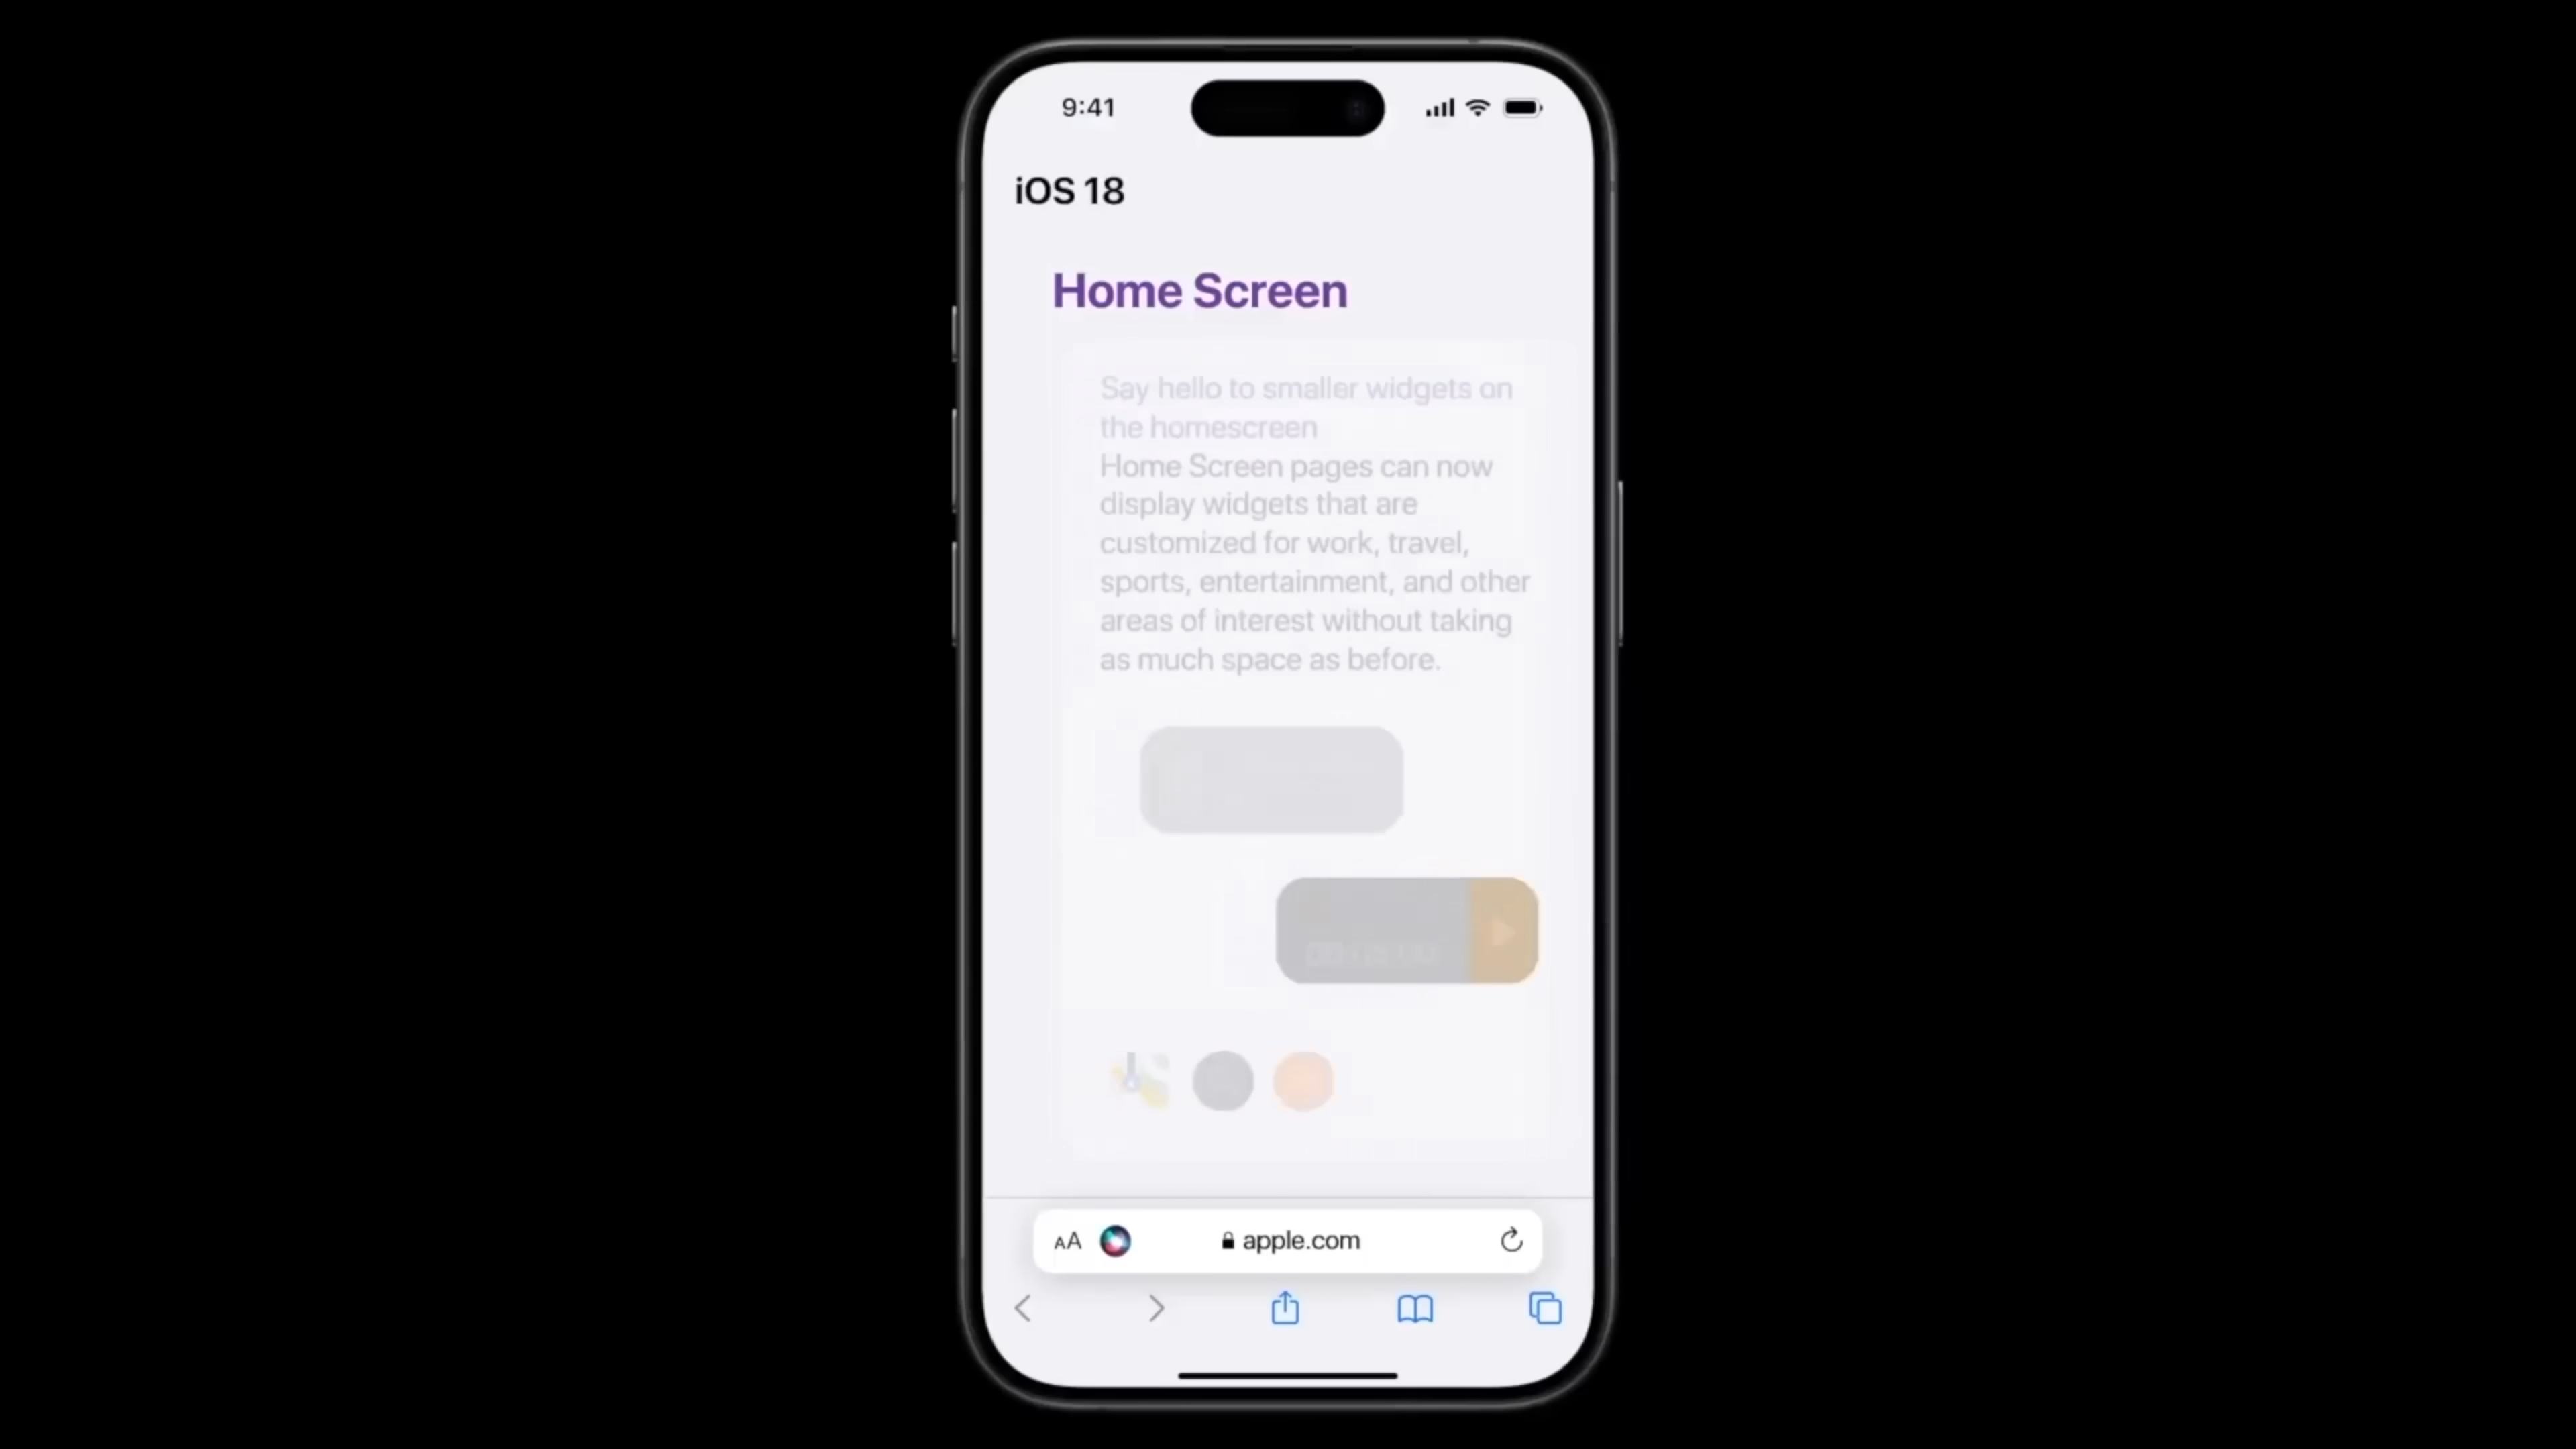 9:41
iOS 18
Home Screen
Say hello to smaller widgets on
the homescreen
Home Screen pages can now
display widgets that are
customized for work, travel,
sports, entertainment, and other
areas of interest without taking
as much space as before.
AA apple.com